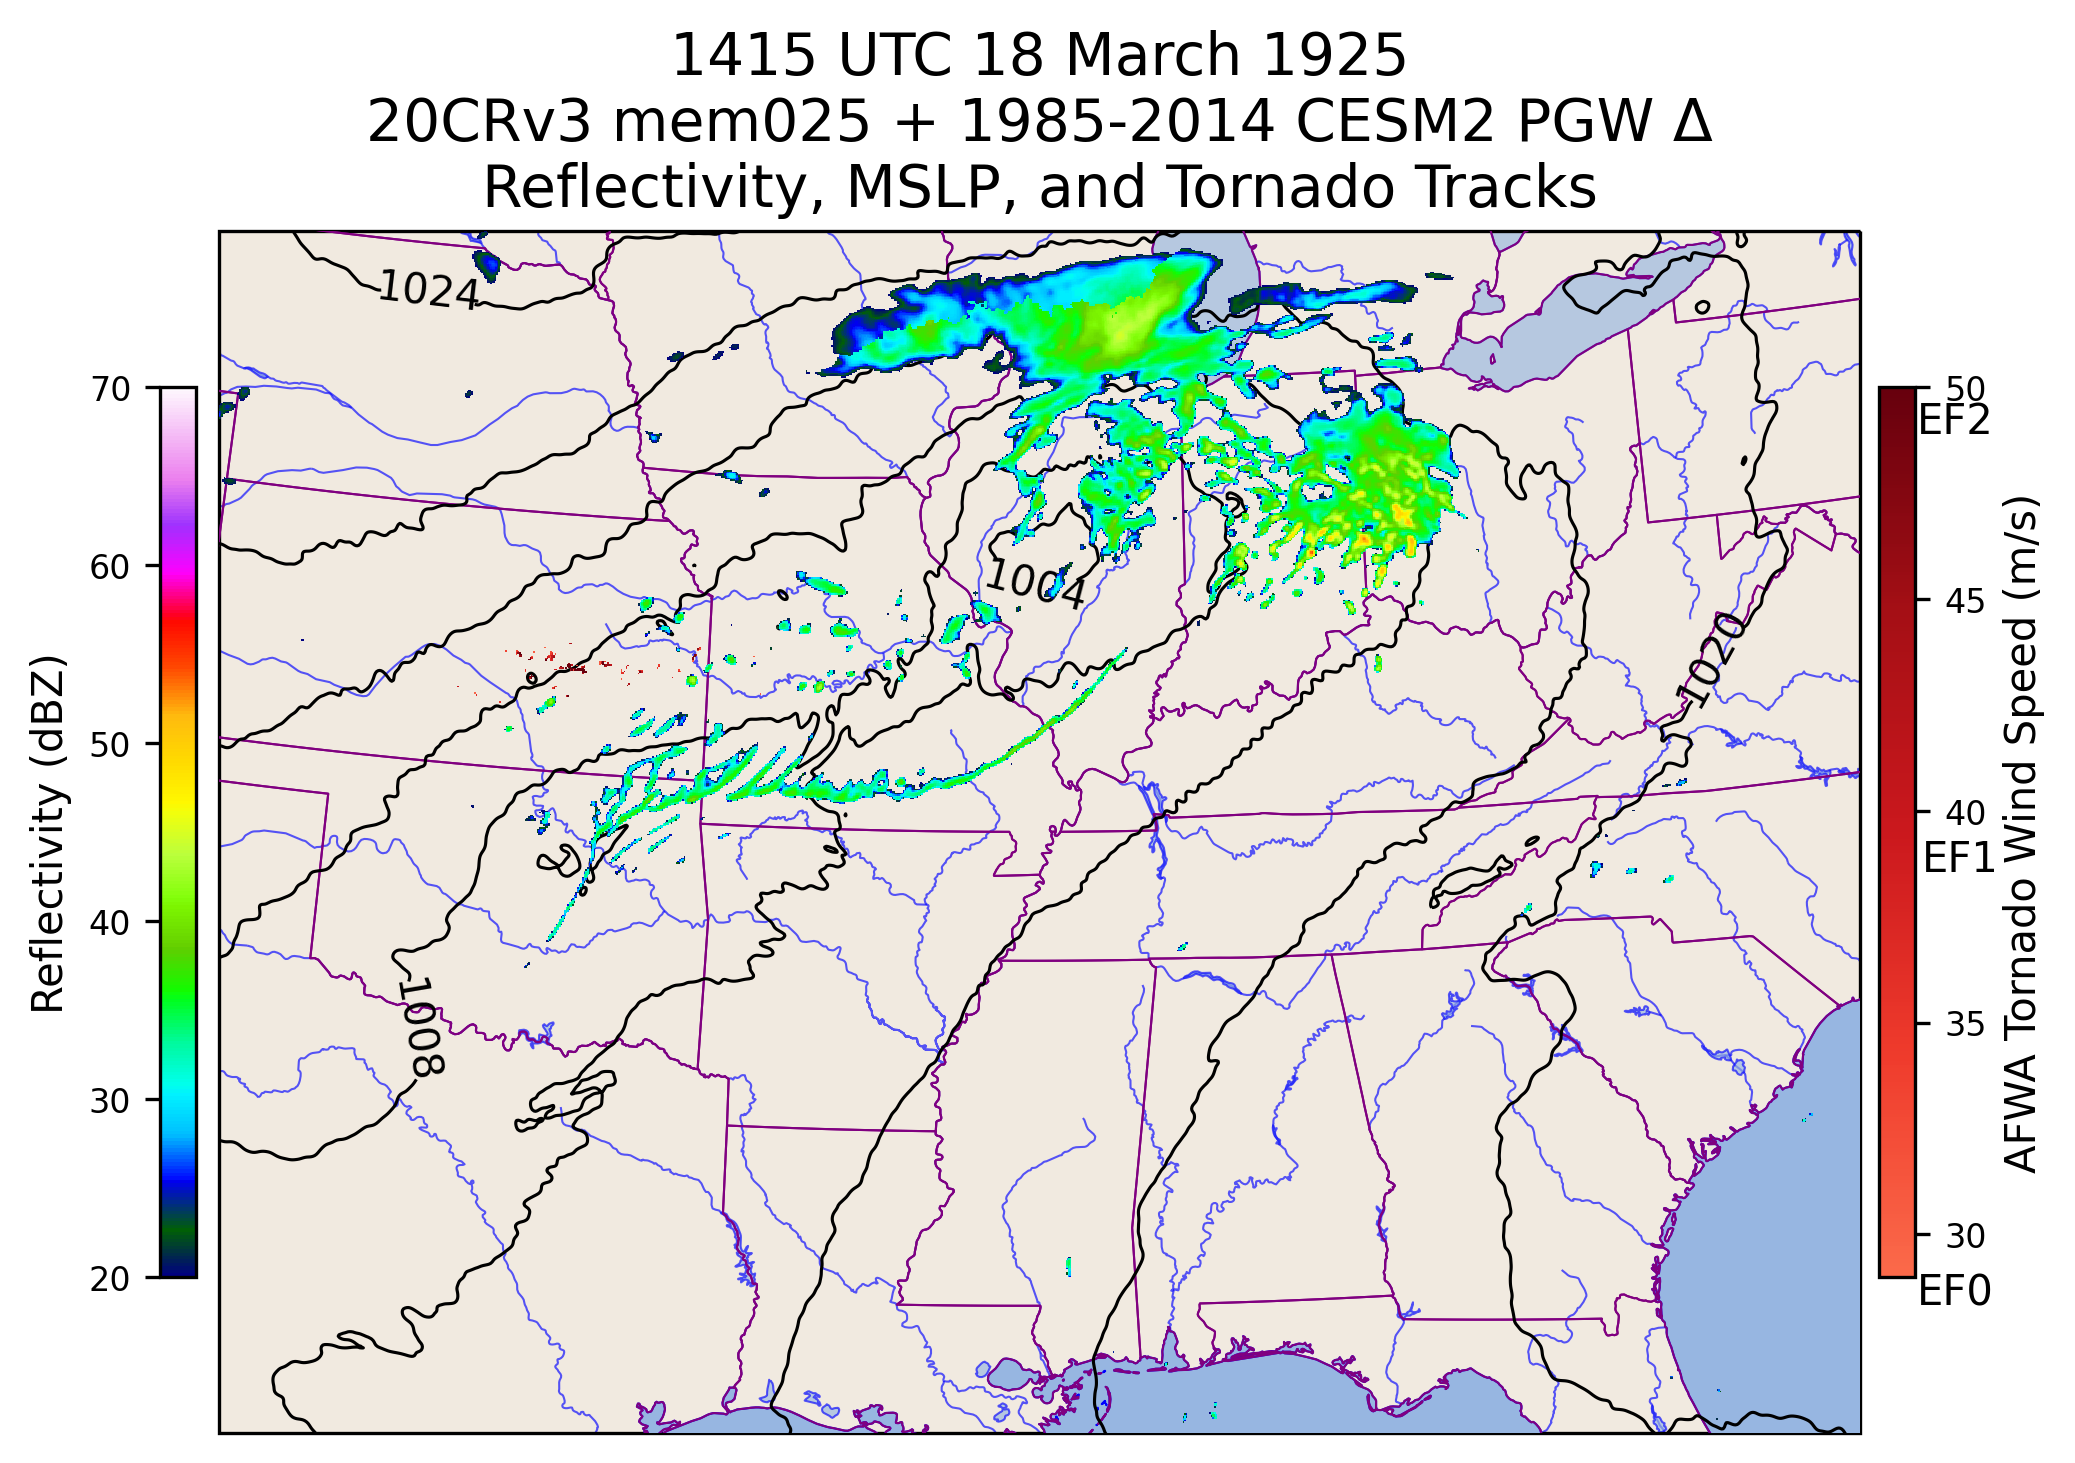 1415 UTC 18 March 1925
20CRv3 mem025 + 1985-2014 CESM2 PGW Δ
Reflectivity, MSLP, and Tornado Tracks
1024
1004
1020
1008
Reflectivity (dBZ)
70
60
50
40
30
20
50
EF2
45
40
EF1
35
30
EF0
AFWA Tornado Wind Speed (m/s)